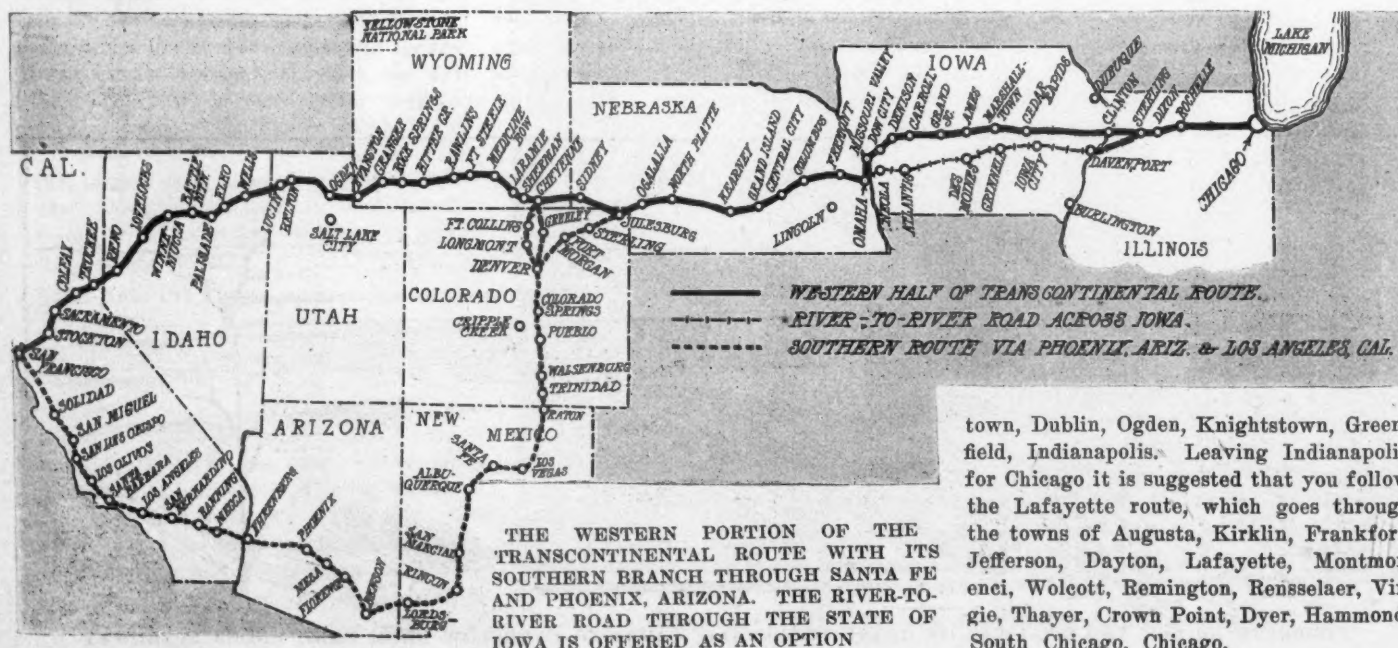 YELLOWSTONE
NATIONAL PARK
WYOMING
NEBRASKA
IOWA
LAKE
MICHIGAN
CAL.
IDAHO
UTAH
COLORADO
ARIZONA
NEW
MEXICO
ILLINOIS
COLFAX
TRUCKEE
RENO
BATTLE
MTN.
PALISADE
ELKO
WELLS
LUCIN
KELTON
OGDEN
EVANSTON
GRANGER
ROCK SPRINGS
BITTER CR.
RAWLINS
FT STEELE
MEDICINE
BOW
LARAMIE
SHERMAN
CHEYENNE
SIDNEY
JULESBURG
OGALALLA
NORTH PLATTE
KEARNEY
GRAND ISLAND
CENTRAL CITY
COLUMBUS
FREMONT
OMAHA
MISSOURI VALLEY
DENISON
CARROLL
GRAND
JC.
AMES
MARSHALL-
TOWN
CEDAR RAPIDS
DUBUQUE
CLINTON
STERLING
DIXON
ROCHELLE
CHICAGO
ATLANTIC
DES
MOINES
GRINNELL
IOWA
CITY
DAVENPORT
BURLINGTON
LINCOLN
SALT LAKE
CITY
FT. COLLINS
LONGMONT
GREELEY
STERLING
FORT
MORGAN
DENVER
COLORADO
SPRINGS
CRIPPLE
CREEK
PUEBLO
WALSENBURG
TRINIDAD
RATON
SANTA
FE
LOS
VEGAS
ALBU-
QUERQUE
SAN
MARCIAL
RINCON
LORDS-
BURG
BENSON
FLORENCE
MESA
PHOENIX
EHRENBERG
MECCA
BANNING
SAN
BERNARDINO
LOS ANGELES
SANTA
BARBARA
LOS OLIVOS
SAN LUIS OBISPO
SAN MIGUEL
SOLIDAD
SAN
FRANCISCO
STOCKTON
SACRAMENTO
WESTERN HALF OF TRANSCONTINENTAL ROUTE.
RIVER-TO-RIVER ROAD ACROSS IOWA.
SOUTHERN ROUTE VIA PHOENIX, ARIZ. & LOS ANGELES, CAL.
THE WESTERN PORTION OF THE
TRANSCONTINENTAL ROUTE WITH ITS
SOUTHERN BRANCH THROUGH SANTA FE
AND PHOENIX, ARIZONA. THE RIVER-TO-
RIVER ROAD THROUGH THE STATE OF
IOWA IS OFFERED AS AN OPTION
town, Dublin, Ogden, Knightstown, Green
field, Indianapolis. Leaving Indianapoli
for Chicago it is suggested that you follow
the Lafayette route, which goes through
the towns of Augusta, Kirklin, Frankfor
Jefferson, Dayton, Lafayette, Montmor
enci, Wolcott, Remington, Rensselaer, Vir
gie, Thayer, Crown Point, Dyer, Hammond
South Chicago, Chicago.